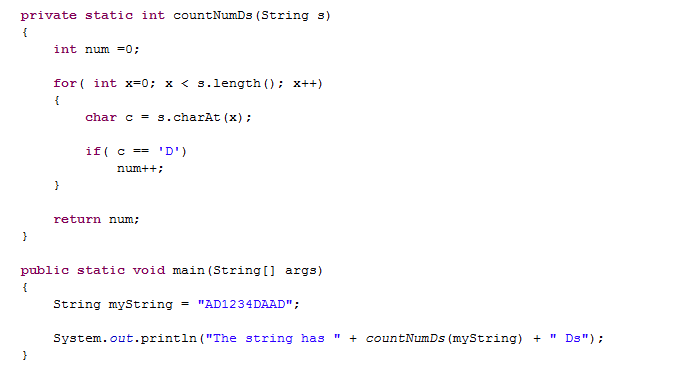 private static int countNumDs(String s)
{
    int num =0;
    for( int x=0; x < s.length(); x++)
    {
        char c = s.charAt(x);
        if( c == 'D')
            num++;
    }
    return num;
}
public static void main(String[] args)
{
    String myString = "AD1234DAAD";
    System.out.println("The string has " + countNumDs(myString) + " Ds");
}